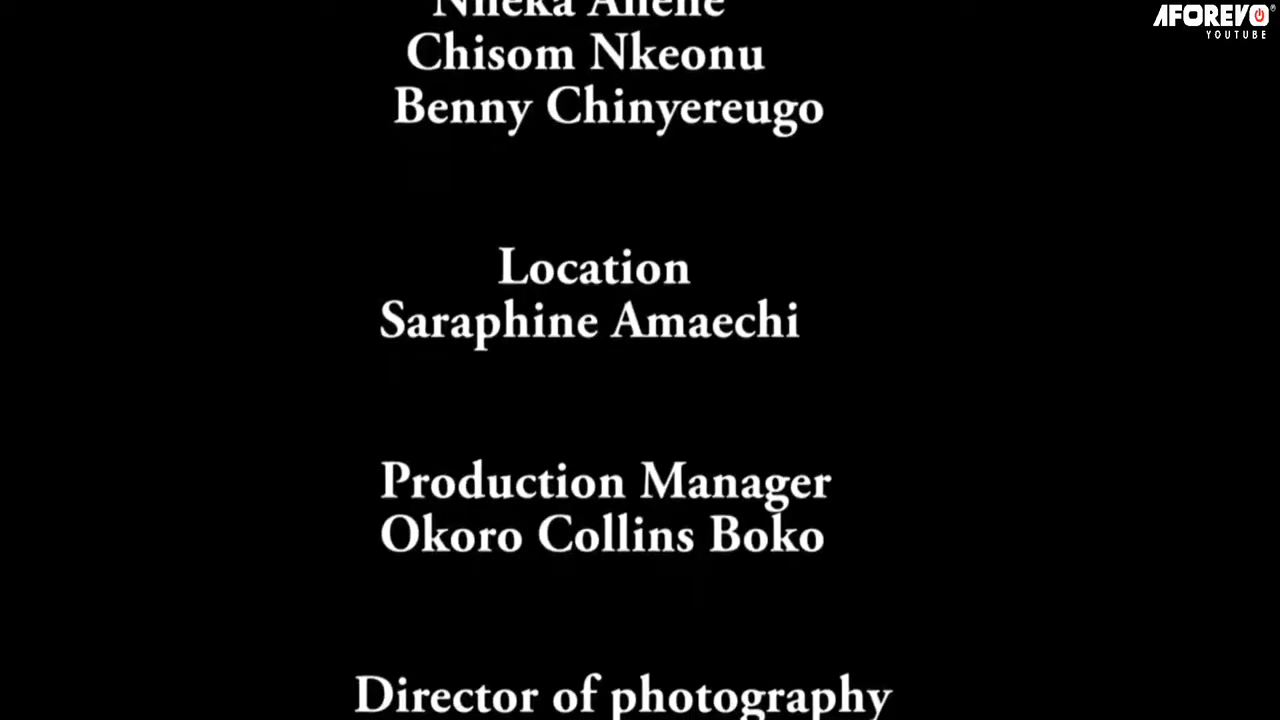 AFOREVO
YOUTUBE
Chisom Nkeonu
Benny Chinyereugo
Location
Saraphine Amaechi
Production Manager
Okoro Collins Boko
Director of photography